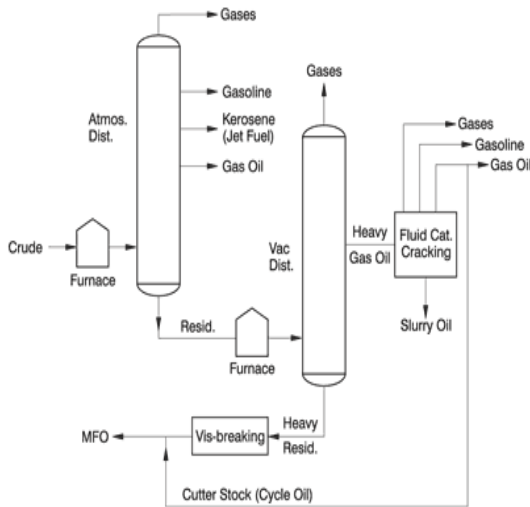 Gases
Gasoline
Atmos.
Dist.
Kerosene
(Jet Fuel)
Gas Oil
Crude
Furnace
Resid.
Furnace
Gases
Vac
Dist.
Heavy
Gas Oil
Gases
Gasoline
Gas Oil
Fluid Cat.
Cracking
Slurry Oil
Heavy
Resid.
Vis-breaking
MFO
Cutter Stock (Cycle Oil)